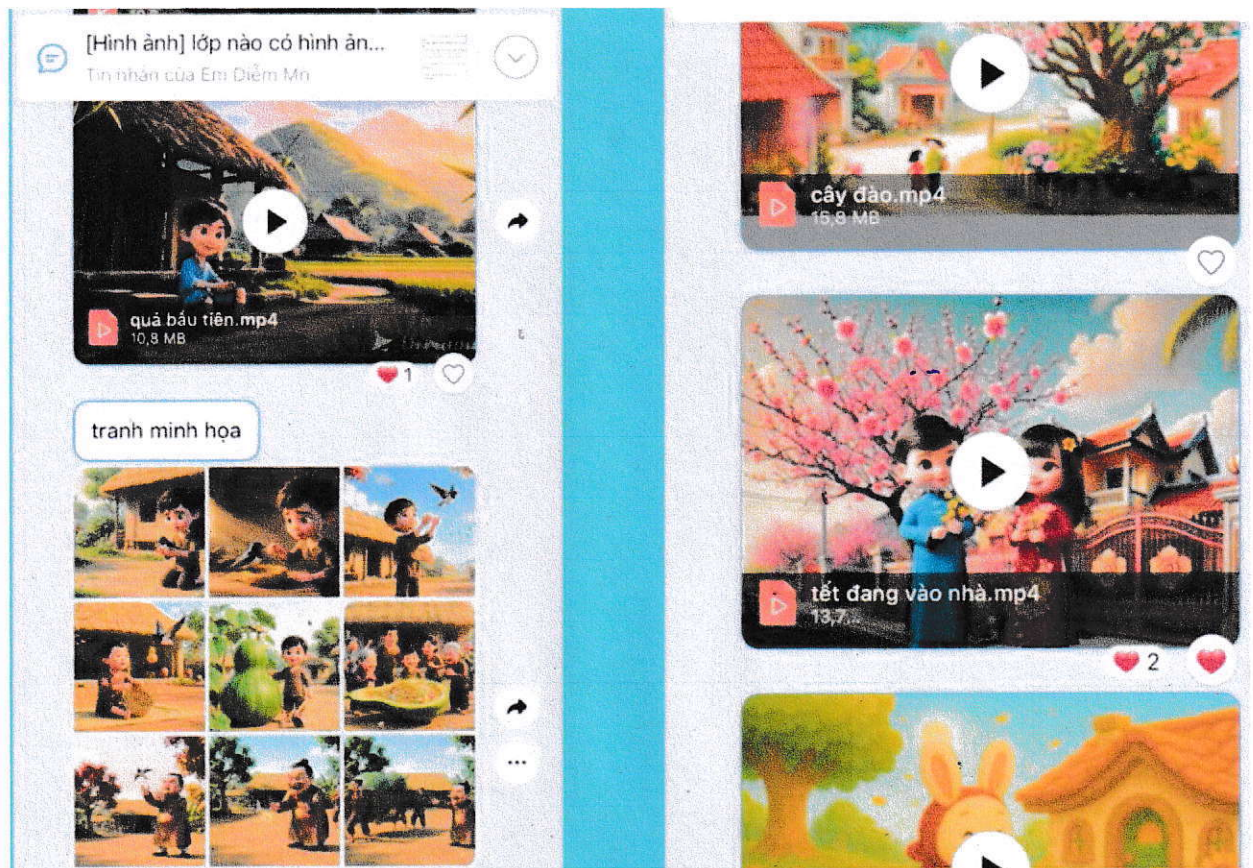 [Hình ảnh] lớp nào có hình ản...
Tin nhắn của Em Diễm Mn
quả bầu tiên.mp4
10,8 MB
1
tranh minh họa
cây đào.mp4
15,8 MB
tết đang vào nhà.mp4
13,7...
2